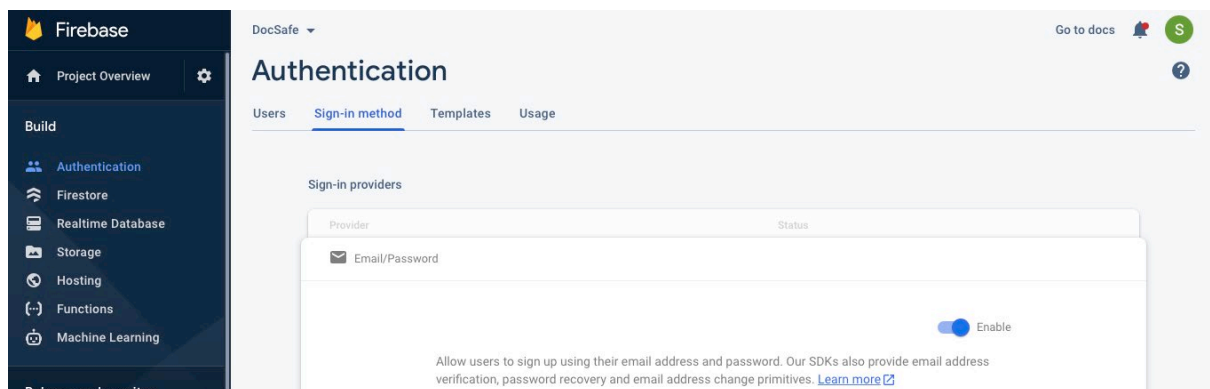 Firebase
Project Overview
Build
Authentication
Firestore
Realtime Database
Storage
Hosting
Functions
Machine Learning
DocSafe
Go to docs
S
Authentication
Users Sign-in method Templates Usage
Sign-in providers
Provider Status
Email/Password
Enable
Allow users to sign up using their email address and password. Our SDKs also provide email address
verification, password recovery and email address change primitives. Learn more